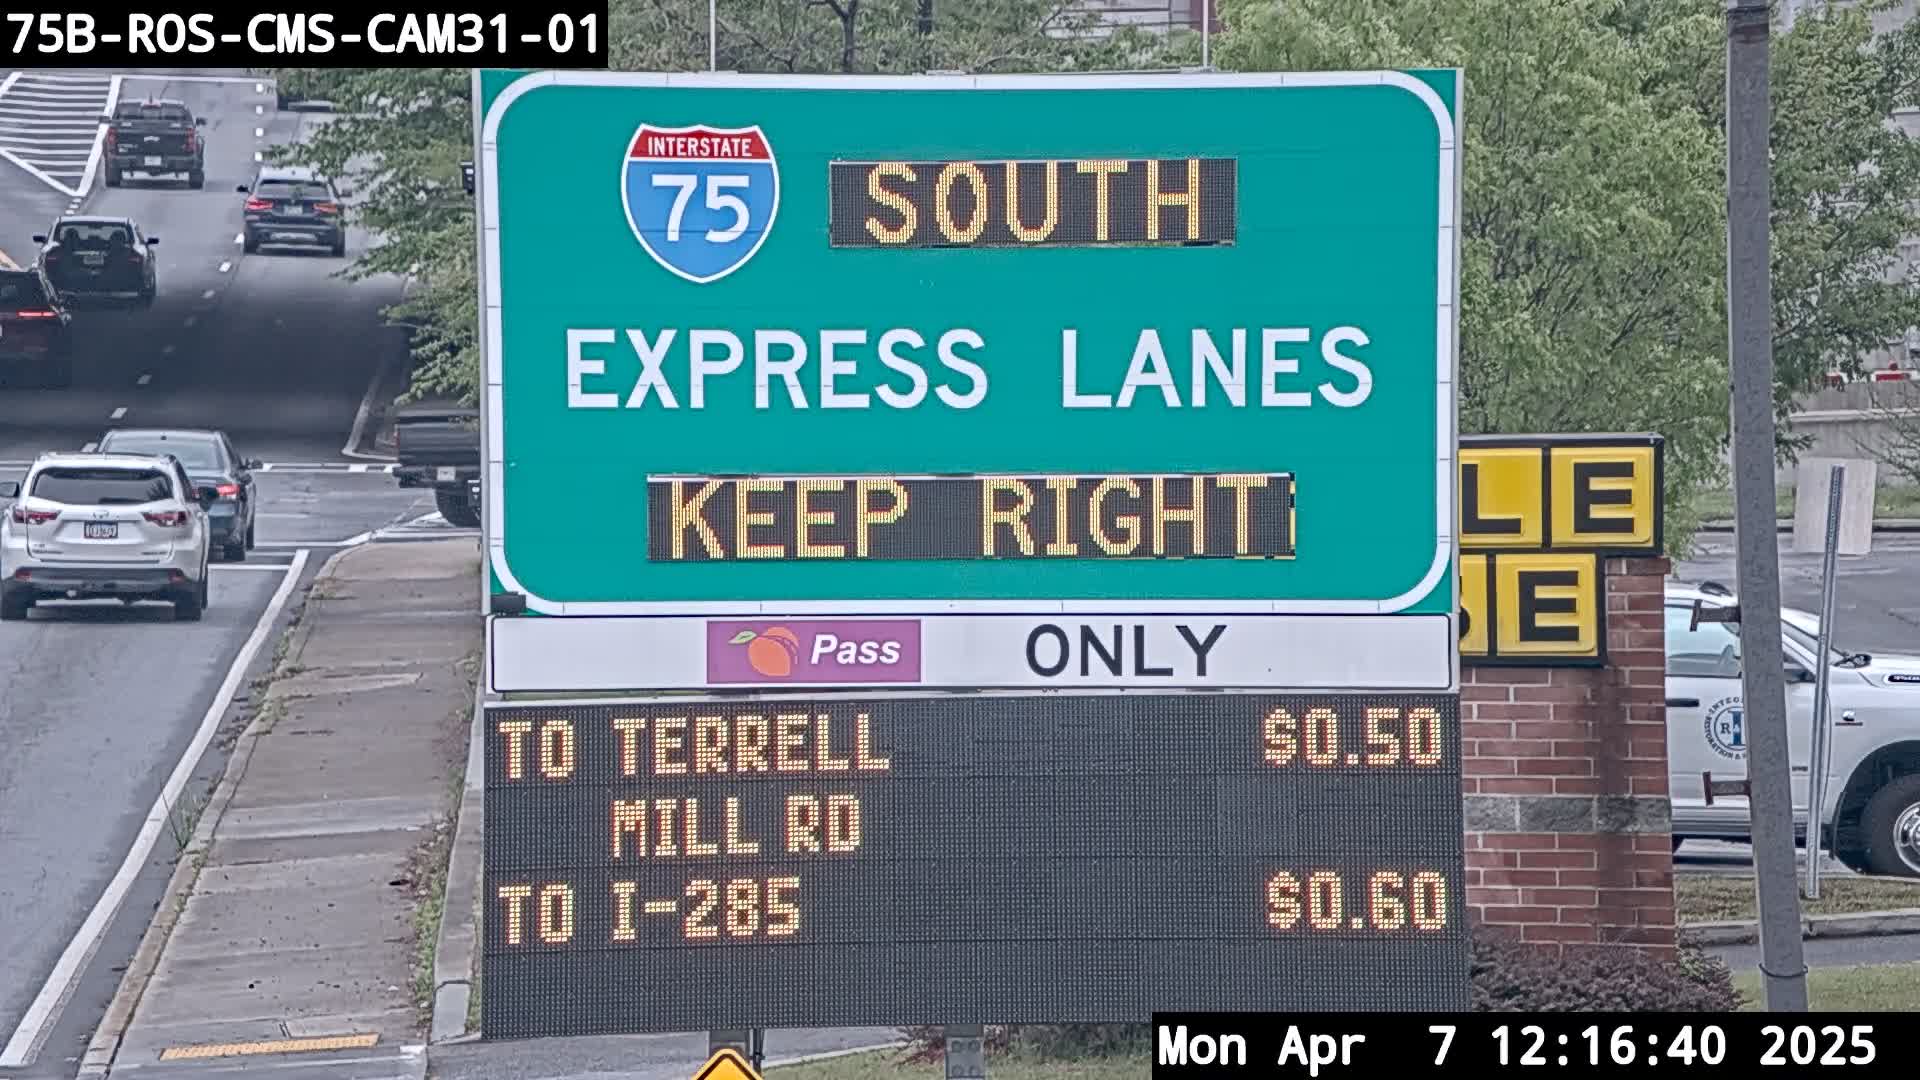 75B-ROS-CMS-CAM31-01
INTERSTATE
75
SOUTH
EXPRESS LANES
KEEP RIGHT
Pass ONLY
TO TERRELL $0.50
MILL RD
TO I-285 $0.60
LE
E
Mon Apr 7 12:16:40 2025